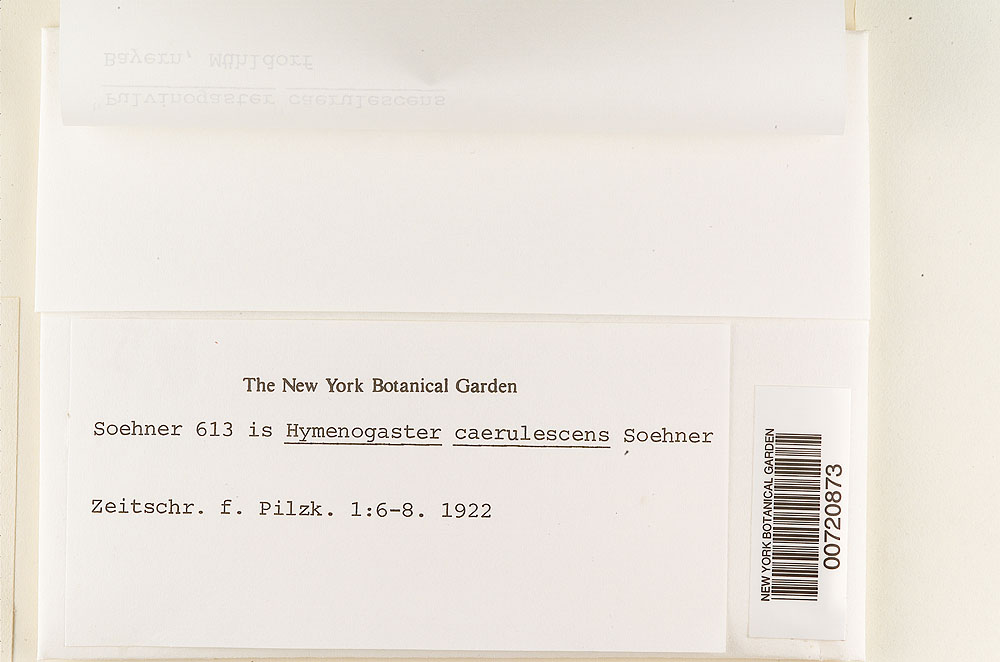 Bayern, Mühldorf
"Pulvinogaster caerulescens
The New York Botanical Garden
Soehner 613 is Hymenogaster caerulescens Soehner
Zeitschr. f. Pilzk. 1:6-8. 1922
NEW YORK BOTANICAL GARDEN
00720873